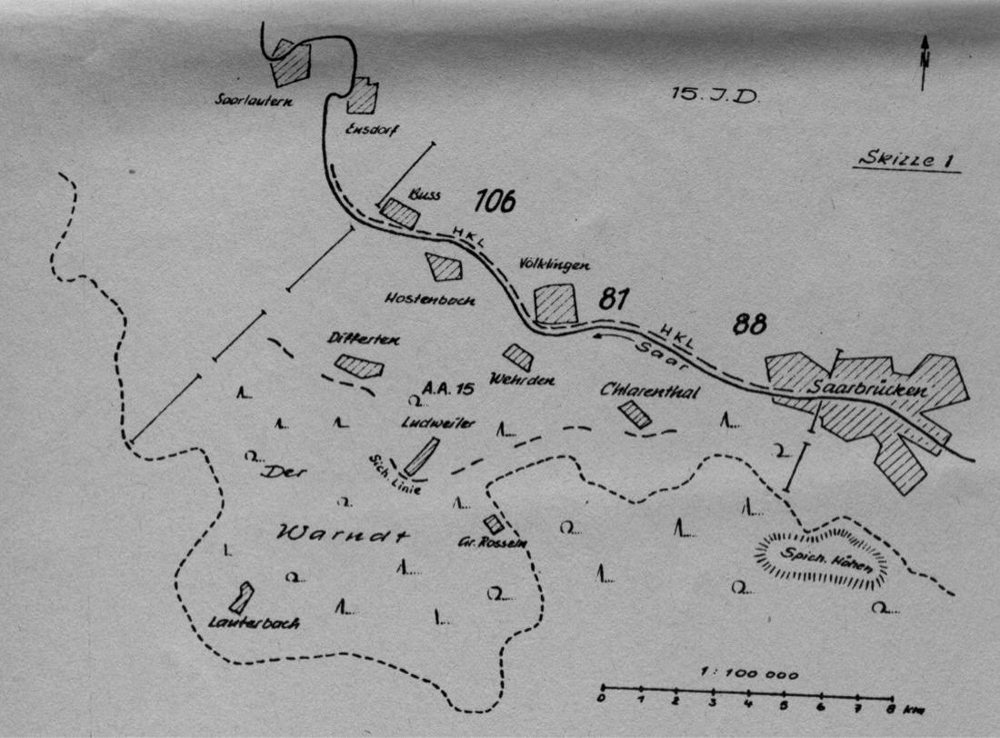 15. J.D.
N
Skizze 1
Saarlautern
Ensdorf
Buss
106
HKL
Völklingen
Hostenbach
81
88
HKL
Saar
Differten
Wehrden
Saarbrücken
A.A. 15
Chlarenthal
Ludweiler
Sich. Linie
Der
Warndt
Gr. Rosseln
Spich. Höhen
Lauterbach
1 : 100 000
0 1 2 3 4 5 6 7 8 km